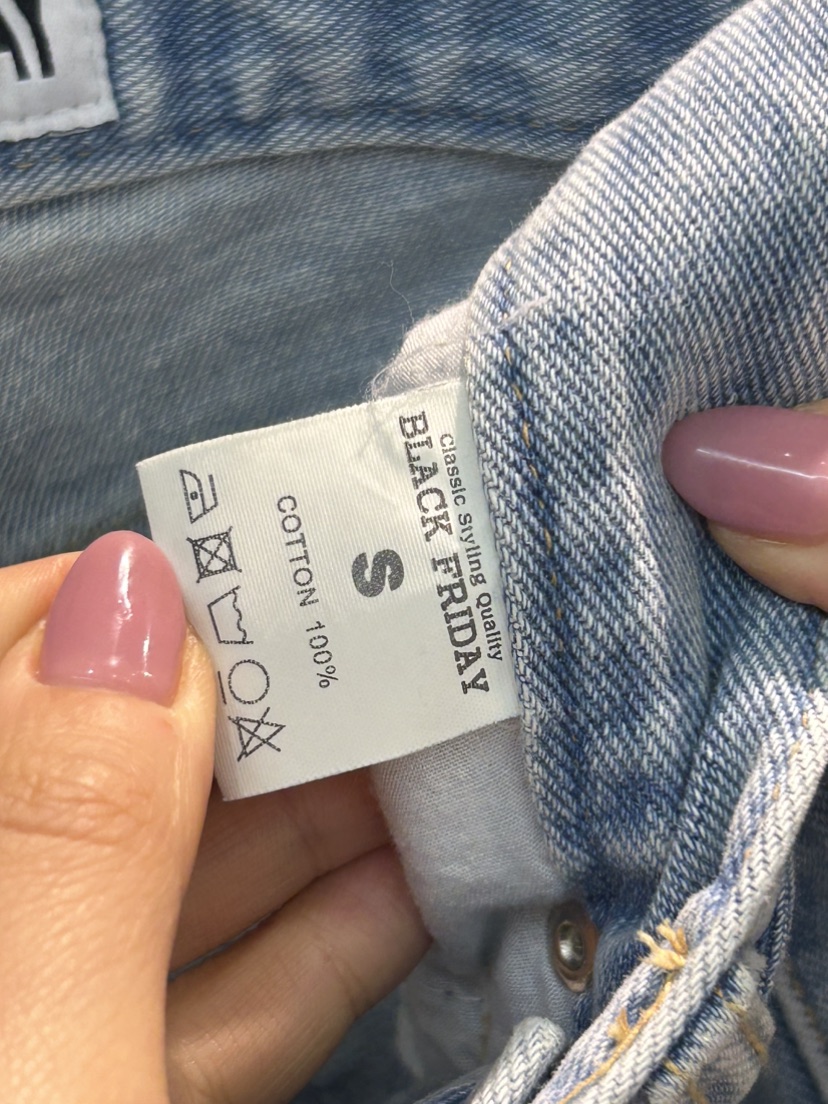 Classic Styling Quality
BLACK FRIDAY
S
COTTON 100%